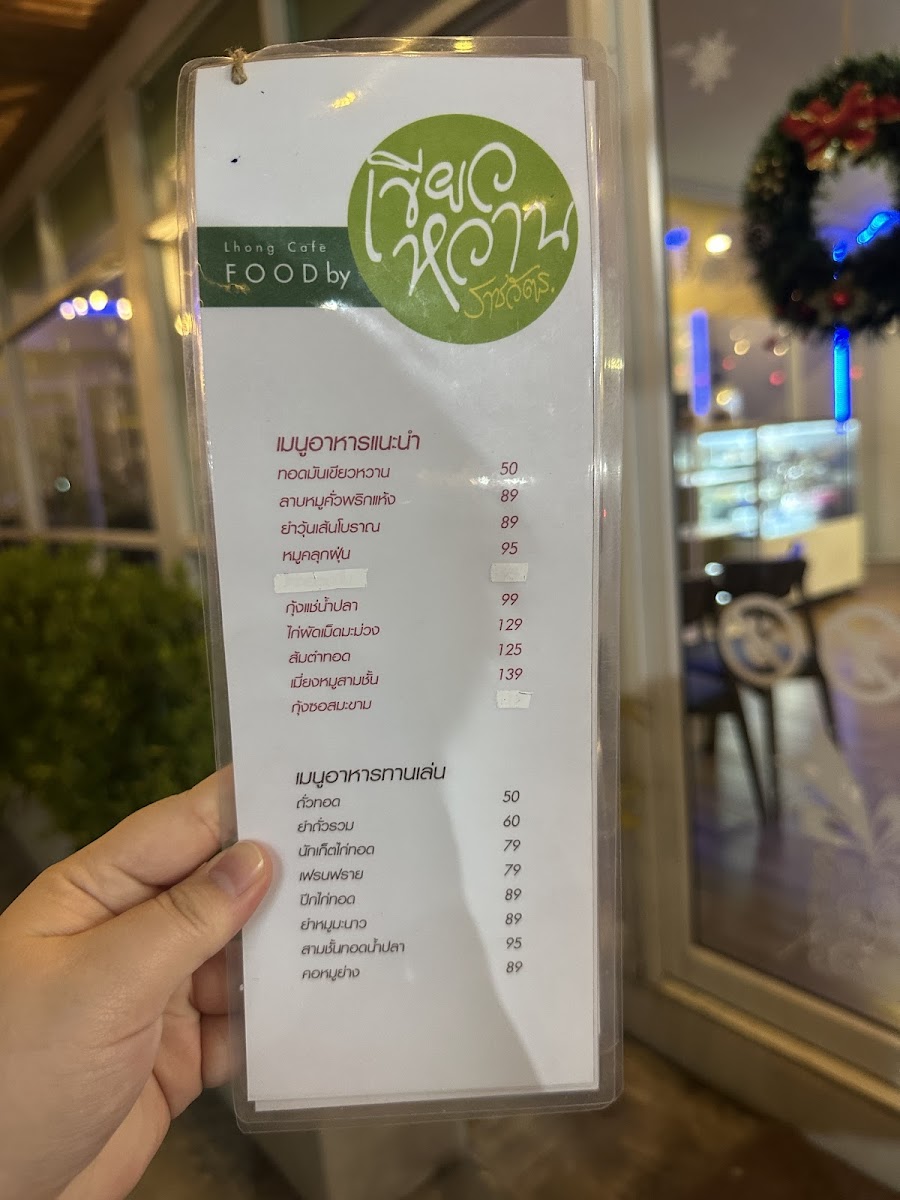 Lhong Cafe
FOOD by
เขียว
หวาน
ราชวัตร.
เมนูอาหารแนะนำ
ทอดมันเขียวหวาน 50
ลาบหมูคั่วพริกแห้ง 89
ยำวุ้นเส้นโบราณ 89
หมูคลุกฝุ่น 95
กุ้งแช่น้ำปลา 99
ไก่ผัดเม็ดมะม่วง 129
ส้มตำทอด 125
เมี่ยงหมูสามชั้น 139
กุ้งซอสมะขาม
เมนูอาหารทานเล่น
ถั่วทอด 50
ยำถั่วรวม 60
นักเก็ตไก่ทอด 79
เฟรนฟราย 79
ปีกไก่ทอด 89
ยำหมูมะนาว 89
สามชั้นทอดน้ำปลา 95
คอหมูย่าง 89